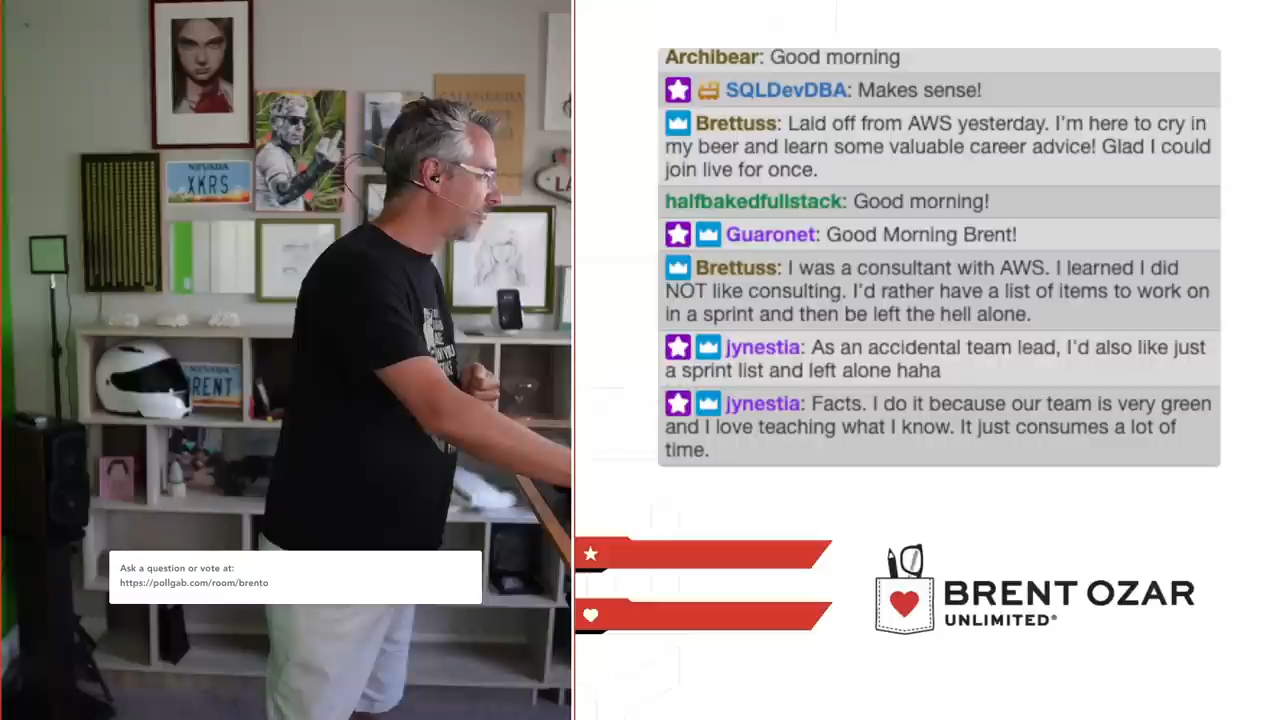 CALIFORNIA
NEVADA
XKRS
LA
NEVADA
BRENT
Ask a question or vote at:
https://pollgab.com/room/brento
Archibear: Good morning
SQLDevDBA: Makes sense!
Brettuss: Laid off from AWS yesterday. I'm here to cry in
my beer and learn some valuable career advice! Glad I could
join live for once.
halfbakedfullstack: Good morning!
Guaronet: Good Morning Brent!
Brettuss: I was a consultant with AWS. I learned I did
NOT like consulting. I'd rather have a list of items to work on
in a sprint and then be left the hell alone.
jynestia: As an accidental team lead, I'd also like just
a sprint list and left alone haha
jynestia: Facts. I do it because our team is very green
and I love teaching what I know. It just consumes a lot of
time.
BRENT OZAR
UNLIMITED®